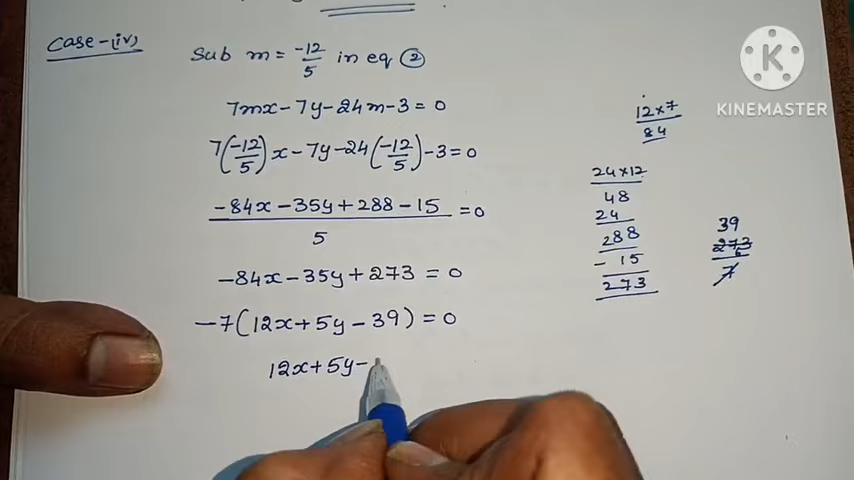 Case-(iv)
Sub m = -12/5 in eq ②
7mx - 7y - 24m - 3 = 0
7(-12/5)x - 7y - 24(-12/5) - 3 = 0
-84x - 35y + 288 - 15 / 5 = 0
-84x - 35y + 273 = 0
-7(12x + 5y - 39) = 0
12x + 5y -
12x7
84
24x12
48
24
288
- 15
273
39
273
7
KINEMASTER